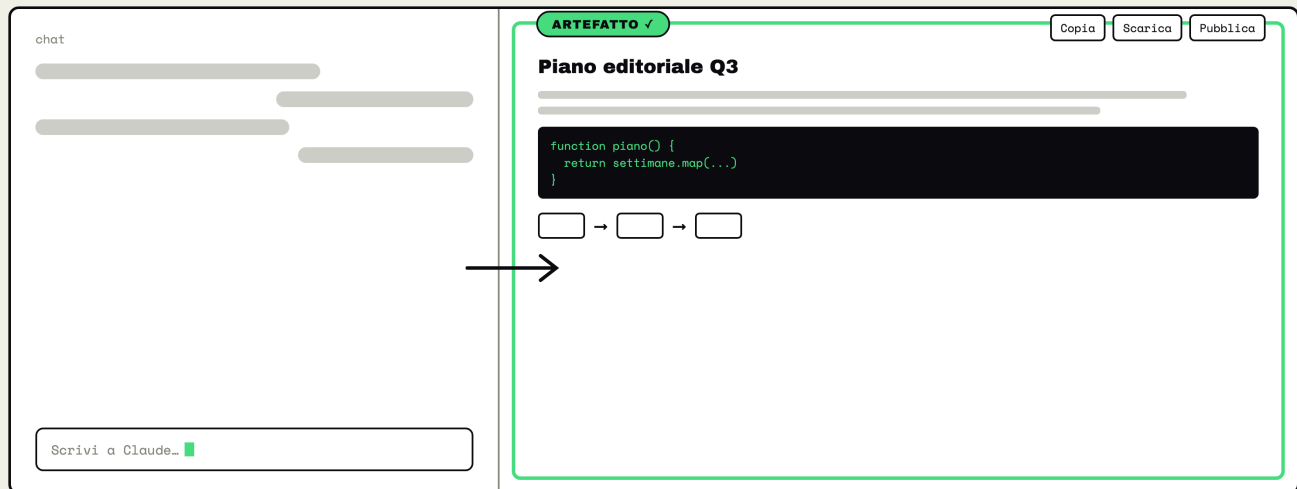 chat
Scrivi a Claude…
ARTEFATTO ✓
Copia
Scarica
Pubblica
Piano editoriale Q3
function piano() {
  return settimane.map(...)
}